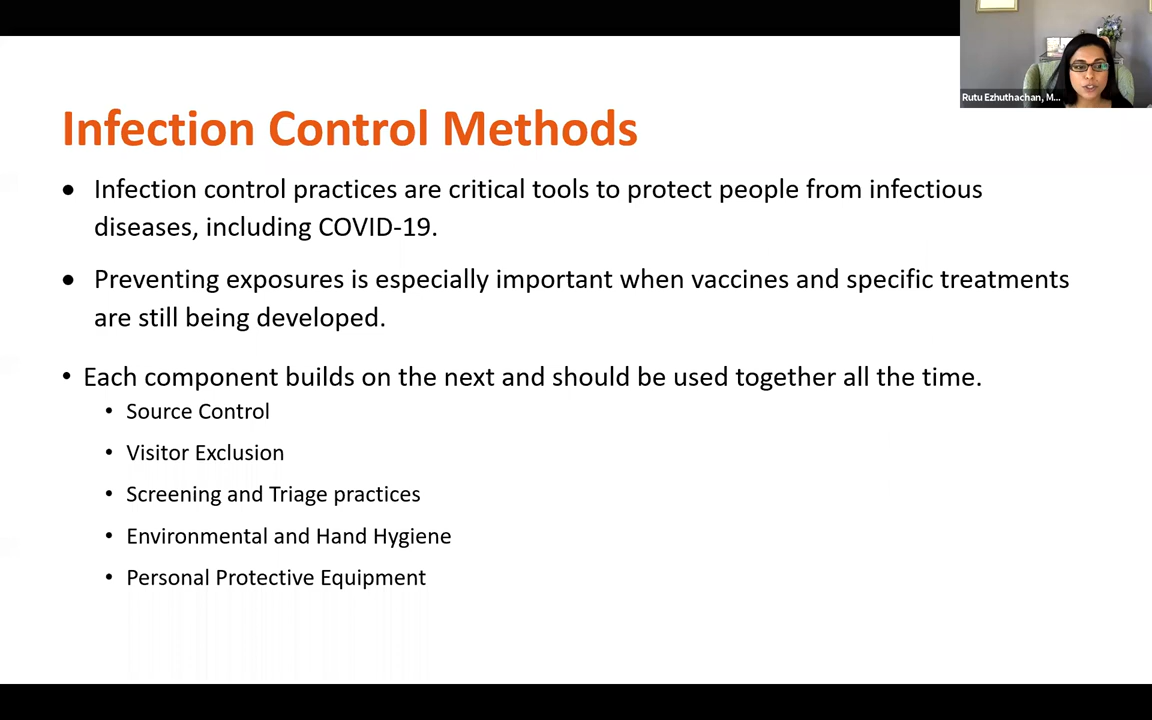 Rutu Ezhuthachan, M...
Infection Control Methods
• Infection control practices are critical tools to protect people from infectious
diseases, including COVID-19.
• Preventing exposures is especially important when vaccines and specific treatments
are still being developed.
• Each component builds on the next and should be used together all the time.
• Source Control
• Visitor Exclusion
• Screening and Triage practices
• Environmental and Hand Hygiene
• Personal Protective Equipment